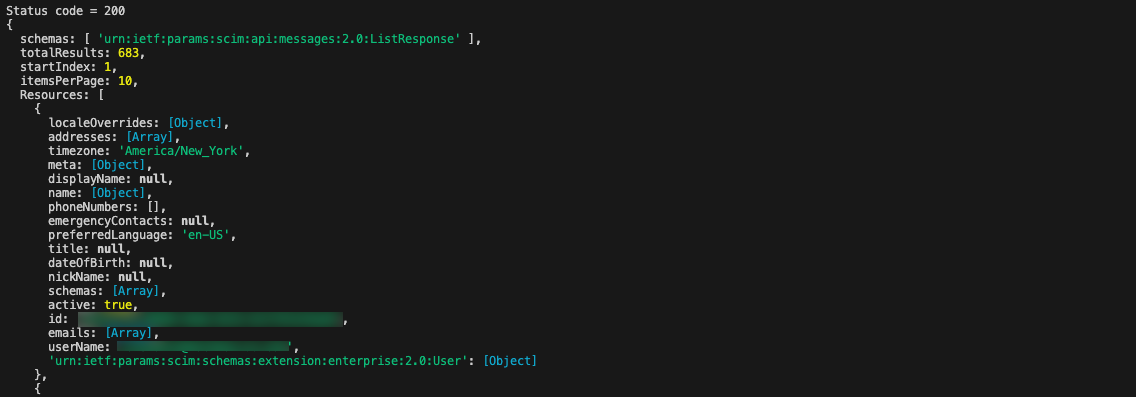 Status code = 200
{
  schemas: [ 'urn:ietf:params:scim:api:messages:2.0:ListResponse' ],
  totalResults: 683,
  startIndex: 1,
  itemsPerPage: 10,
  Resources: [
    {
      localeOverrides: [Object],
      addresses: [Array],
      timezone: 'America/New_York',
      meta: [Object],
      displayName: null,
      name: [Object],
      phoneNumbers: [],
      emergencyContacts: null,
      preferredLanguage: 'en-US',
      title: null,
      dateOfBirth: null,
      nickName: null,
      schemas: [Array],
      active: true,
      id: ,
      emails: [Array],
      userName: ',
      'urn:ietf:params:scim:schemas:extension:enterprise:2.0:User': [Object]
    },
    {